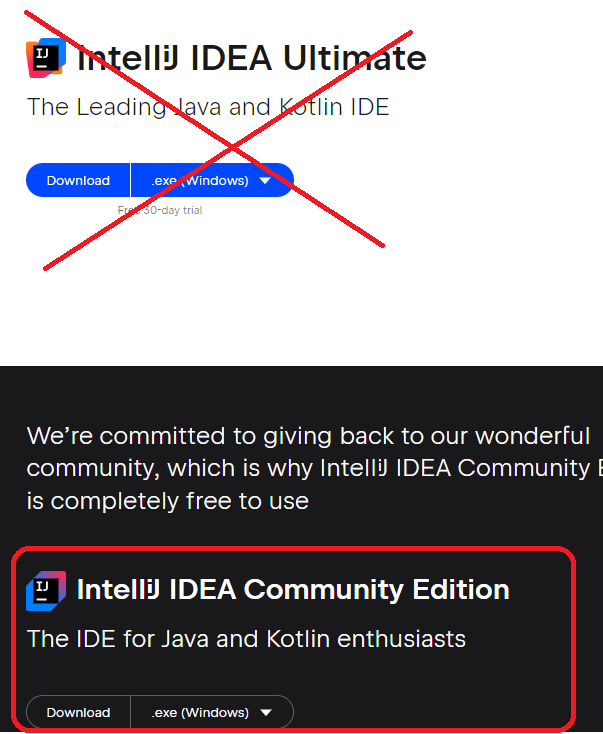 IJ
IntelliJ IDEA Ultimate
The Leading Java and Kotlin IDE
Download .exe (Windows)
Free 30-day trial
We’re committed to giving back to our wonderful
community, which is why IntelliJ IDEA Community E
is completely free to use
IJ
IntelliJ IDEA Community Edition
The IDE for Java and Kotlin enthusiasts
Download .exe (Windows)